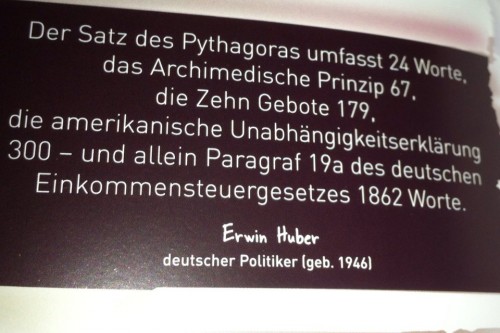 Der Satz des Pythagoras umfasst 24 Worte,
das Archimedische Prinzip 67,
die Zehn Gebote 179,
die amerikanische Unabhängigkeitserklärung
300 – und allein Paragraf 19a des deutschen
Einkommensteuergesetzes 1862 Worte.
Erwin Huber
deutscher Politiker (geb. 1946)